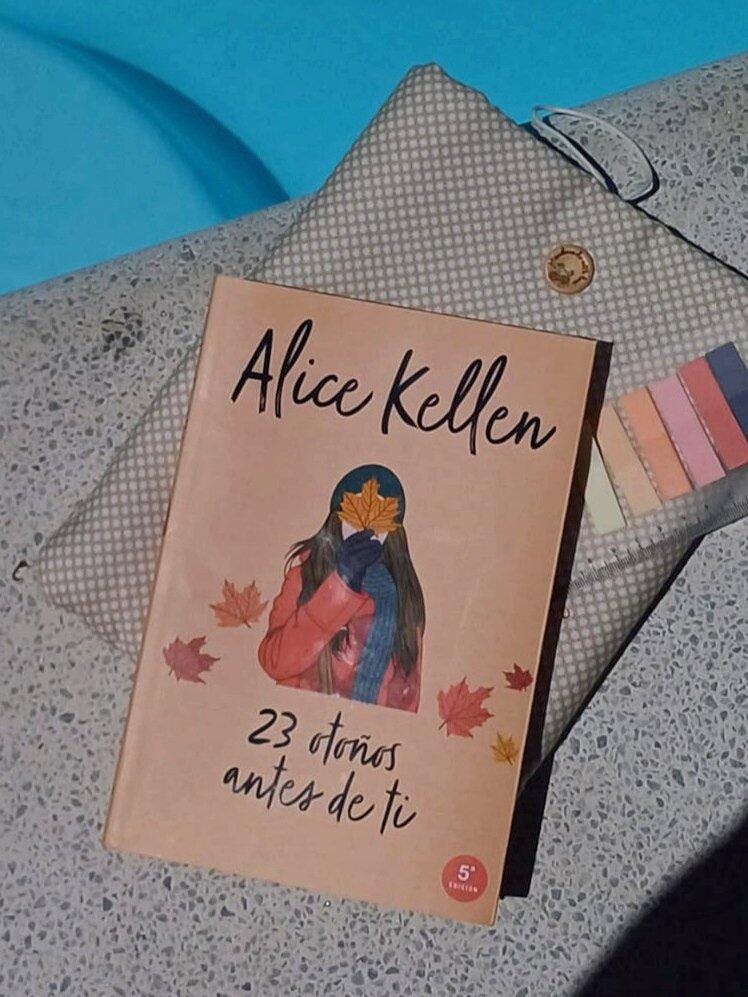 Alice Kellen
23 otoños
antes de ti
5ª
EDICIÓN